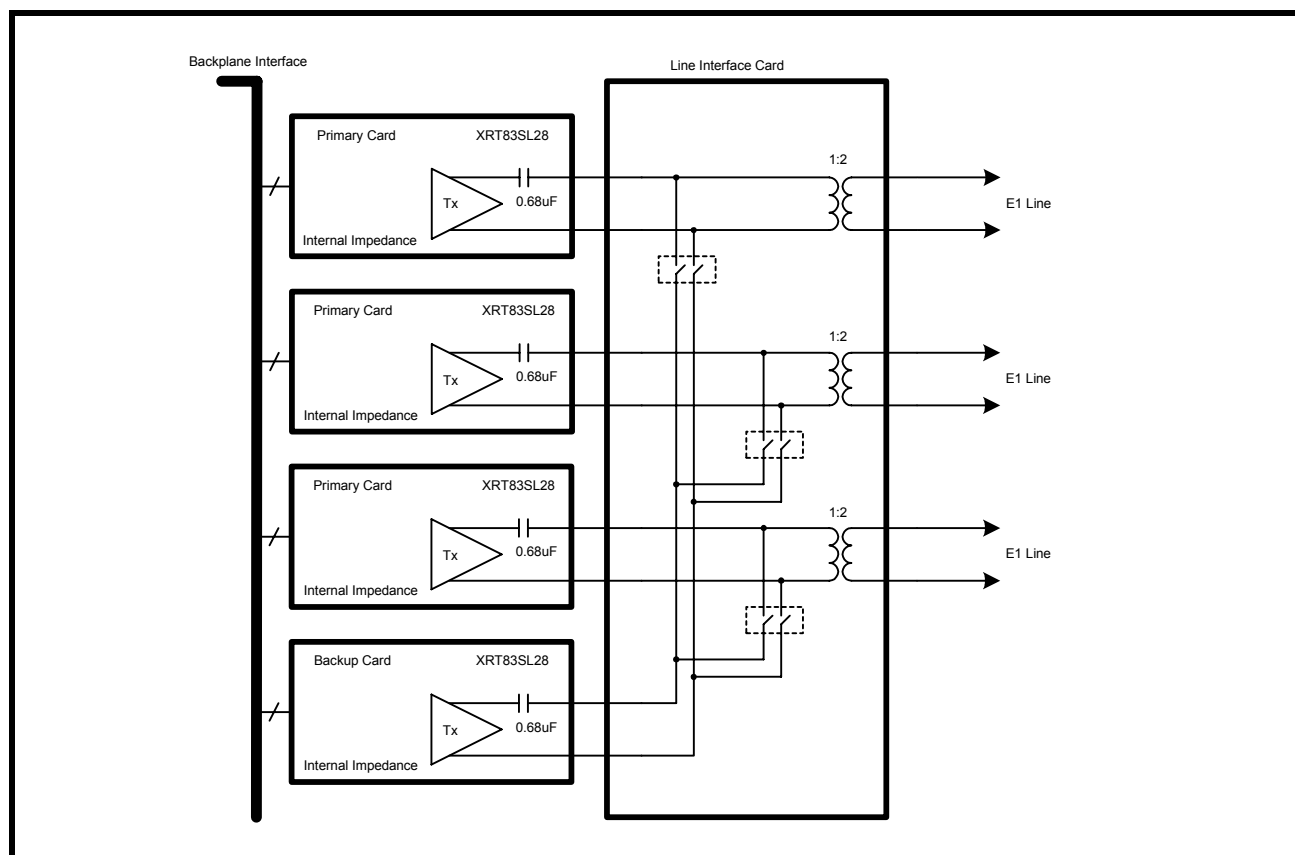 Backplane Interface
Line Interface Card
Primary Card XRT83SL28
1:2
Tx
0.68uF
E1 Line
Internal Impedance
Primary Card XRT83SL28
1:2
Tx
0.68uF
E1 Line
Internal Impedance
Primary Card XRT83SL28
1:2
Tx
0.68uF
E1 Line
Internal Impedance
Backup Card XRT83SL28
Tx
0.68uF
Internal Impedance